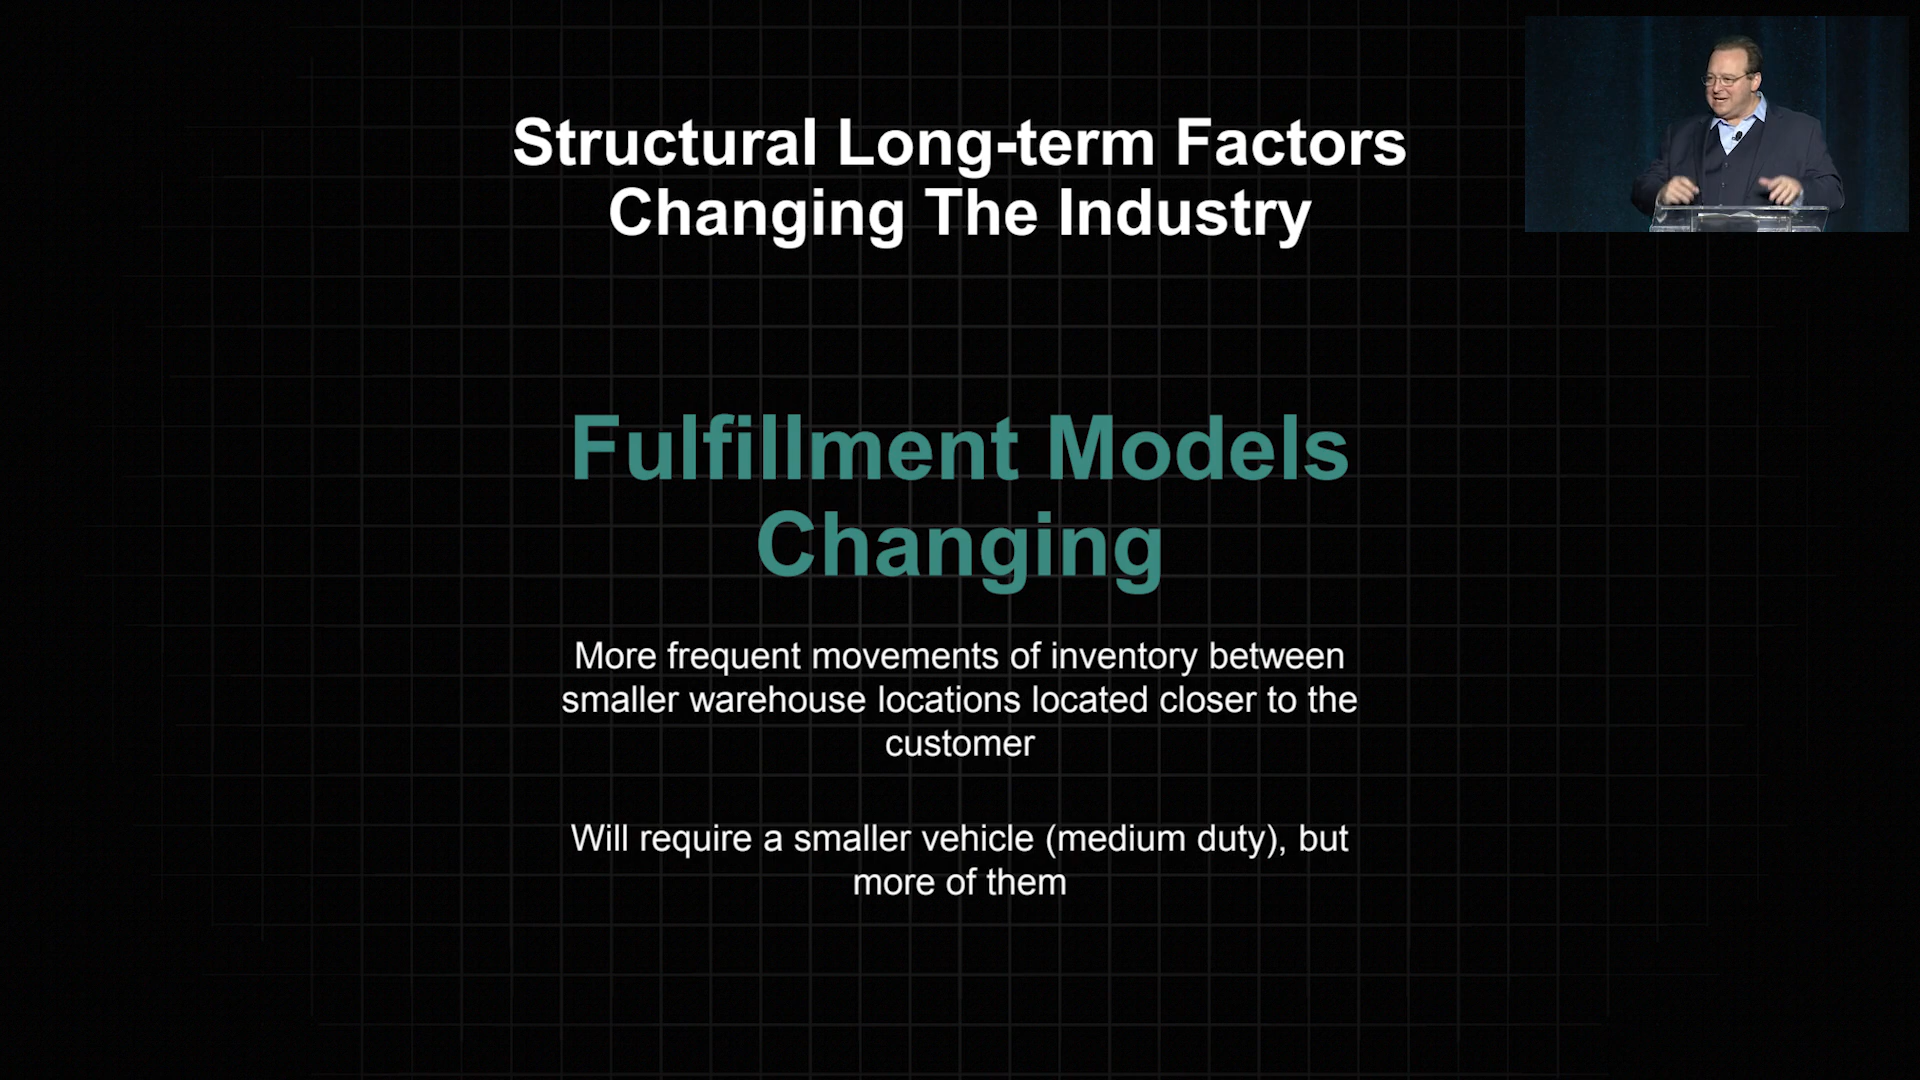 Structural Long-term Factors
Changing The Industry
Fulfillment Models
Changing
More frequent movements of inventory between
smaller warehouse locations located closer to the
customer
Will require a smaller vehicle (medium duty), but
more of them